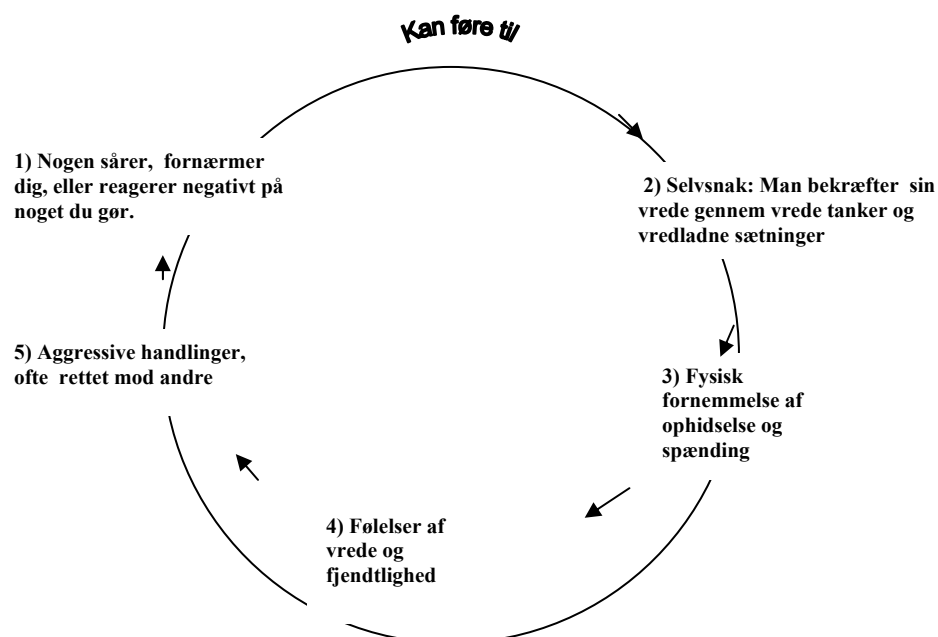 Kan føre til
1) Nogen sårer, fornærmer
dig, eller reagerer negativt på
noget du gør.
2) Selvsnak: Man bekræfter sin
vrede gennem vrede tanker og
vredladne sætninger
3) Fysisk
fornemmelse af
ophidselse og
spænding
4) Følelser af
vrede og
fjendtlighed
5) Aggressive handlinger,
ofte rettet mod andre